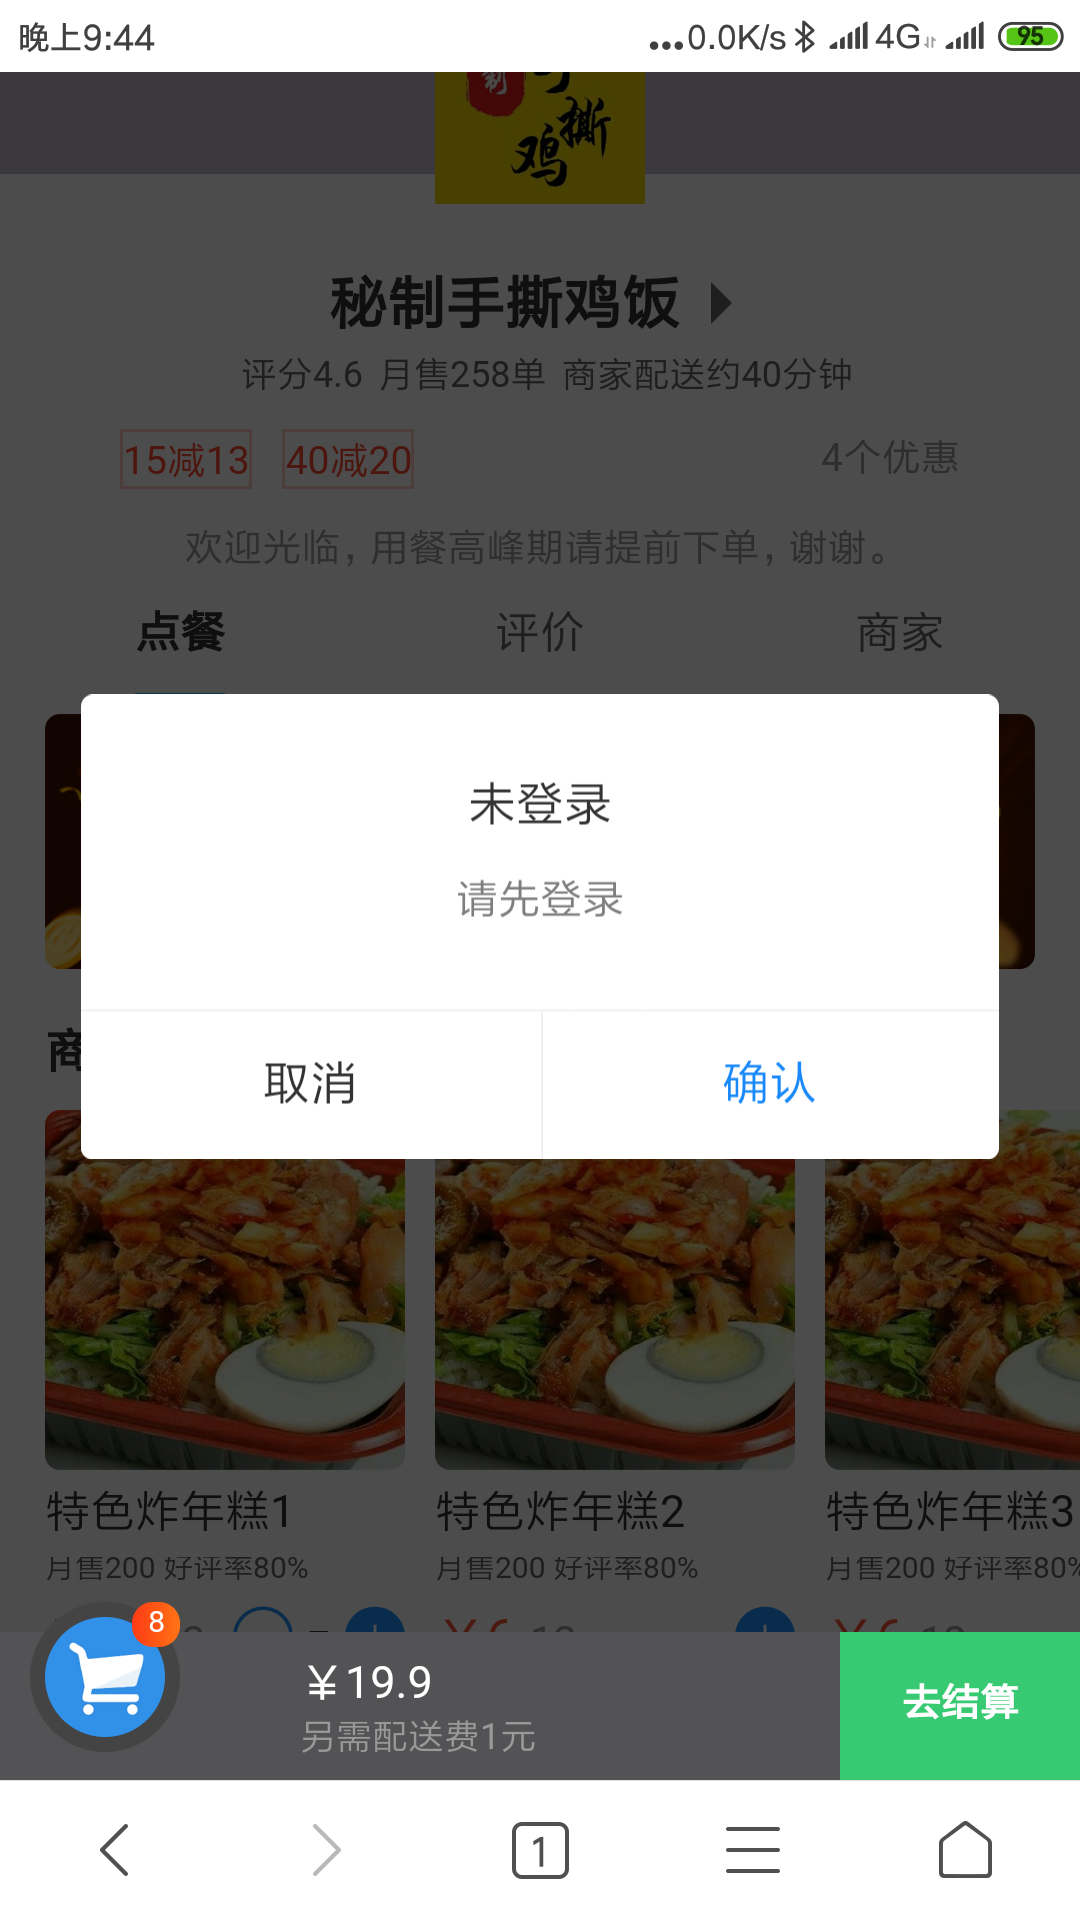 晚上9:44
...0.0K/s 4G 95
制手
撕
鸡
秘制手撕鸡饭
评分4.6 月售258单 商家配送约40分钟
15减13 40减20 4个优惠
欢迎光临，用餐高峰期请提前下单，谢谢。
点餐 评价 商家
未登录
请先登录
商
取消 确认
特色炸年糕1 特色炸年糕2 特色炸年糕3
月售200 好评率80% 月售200 好评率80% 月售200 好评率80%
8
￥19.9
另需配送费1元
去结算
1